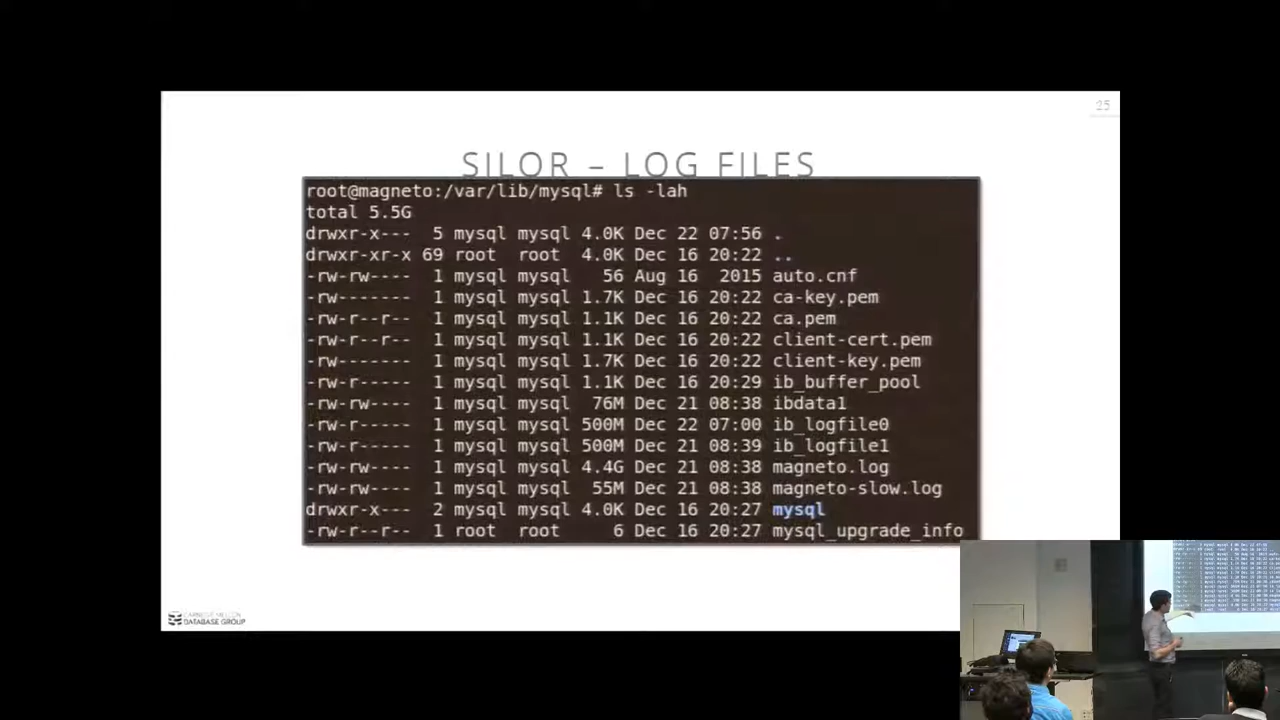 25
SILOR – LOG FILES
root@magneto:/var/lib/mysql# ls -lah
total 5.5G
drwxr-x--- 5 mysql mysql 4.0K Dec 22 07:56 .
drwxr-xr-x 69 root root 4.0K Dec 16 20:22 ..
-rw-rw---- 1 mysql mysql 56 Aug 16 2015 auto.cnf
-rw------- 1 mysql mysql 1.7K Dec 16 20:22 ca-key.pem
-rw-r--r-- 1 mysql mysql 1.1K Dec 16 20:22 ca.pem
-rw-r--r-- 1 mysql mysql 1.1K Dec 16 20:22 client-cert.pem
-rw------- 1 mysql mysql 1.7K Dec 16 20:22 client-key.pem
-rw-r----- 1 mysql mysql 1.1K Dec 16 20:29 ib_buffer_pool
-rw-rw---- 1 mysql mysql 76M Dec 21 08:38 ibdata1
-rw-r----- 1 mysql mysql 500M Dec 22 07:00 ib_logfile0
-rw-r----- 1 mysql mysql 500M Dec 21 08:39 ib_logfile1
-rw-rw---- 1 mysql mysql 4.4G Dec 21 08:38 magneto.log
-rw-rw---- 1 mysql mysql 55M Dec 21 08:38 magneto-slow.log
drwxr-x--- 2 mysql mysql 4.0K Dec 16 20:27 mysql
-rw-r--r-- 1 root root 6 Dec 16 20:27 mysql_upgrade_info
CARNEGIE MELLON
DATABASE GROUP